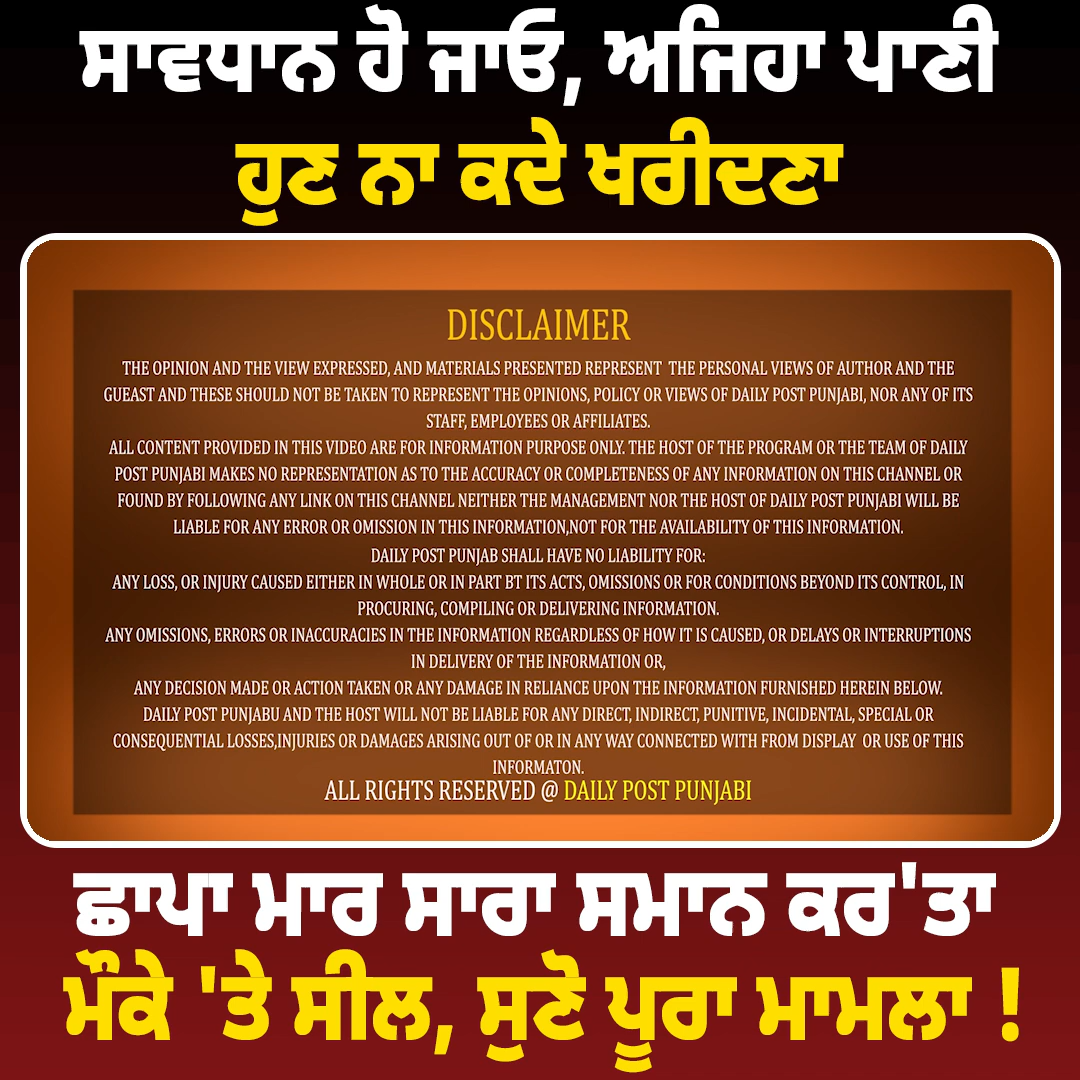 ਸਾਵਧਾਨ ਹੋ ਜਾਓ, ਅਜਿਹਾ ਪਾਣੀ
ਹੁਣ ਨਾ ਕਦੇ ਖਰੀਦਣਾ
DISCLAIMER
THE OPINION AND THE VIEW EXPRESSED, AND MATERIALS PRESENTED REPRESENT THE PERSONAL VIEWS OF AUTHOR AND THE
GUEAST AND THESE SHOULD NOT BE TAKEN TO REPRESENT THE OPINIONS, POLICY OR VIEWS OF DAILY POST PUNJABI, NOR ANY OF ITS
STAFF, EMPLOYEES OR AFFILIATES.
ALL CONTENT PROVIDED IN THIS VIDEO ARE FOR INFORMATION PURPOSE ONLY. THE HOST OF THE PROGRAM OR THE TEAM OF DAILY
POST PUNJABI MAKES NO REPRESENTATION AS TO THE ACCURACY OR COMPLETENESS OF ANY INFORMATION ON THIS CHANNEL OR
FOUND BY FOLLOWING ANY LINK ON THIS CHANNEL NEITHER THE MANAGEMENT NOR THE HOST OF DAILY POST PUNJABI WILL BE
LIABLE FOR ANY ERROR OR OMISSION IN THIS INFORMATION,NOT FOR THE AVAILABILITY OF THIS INFORMATION.
DAILY POST PUNJAB SHALL HAVE NO LIABILITY FOR:
ANY LOSS, OR INJURY CAUSED EITHER IN WHOLE OR IN PART BT ITS ACTS, OMISSIONS OR FOR CONDITIONS BEYOND ITS CONTROL, IN
PROCURING, COMPILING OR DELIVERING INFORMATION.
ANY OMISSIONS, ERRORS OR INACCURACIES IN THE INFORMATION REGARDLESS OF HOW IT IS CAUSED, OR DELAYS OR INTERRUPTIONS
IN DELIVERY OF THE INFORMATION OR,
ANY DECISION MADE OR ACTION TAKEN OR ANY DAMAGE IN RELIANCE UPON THE INFORMATION FURNISHED HEREIN BELOW.
DAILY POST PUNJABU AND THE HOST WILL NOT BE LIABLE FOR ANY DIRECT, INDIRECT, PUNITIVE, INCIDENTAL, SPECIAL OR
CONSEQUENTIAL LOSSES,INJURIES OR DAMAGES ARISING OUT OF OR IN ANY WAY CONNECTED WITH FROM DISPLAY OR USE OF THIS
INFORMATON.
ALL RIGHTS RESERVED @ DAILY POST PUNJABI
ਛਾਪਾ ਮਾਰ ਸਾਰਾ ਸਮਾਨ ਕਰ'ਤਾ
ਮੌਕੇ 'ਤੇ ਸੀਲ, ਸੁਣੋ ਪੂਰਾ ਮਾਮਲਾ !